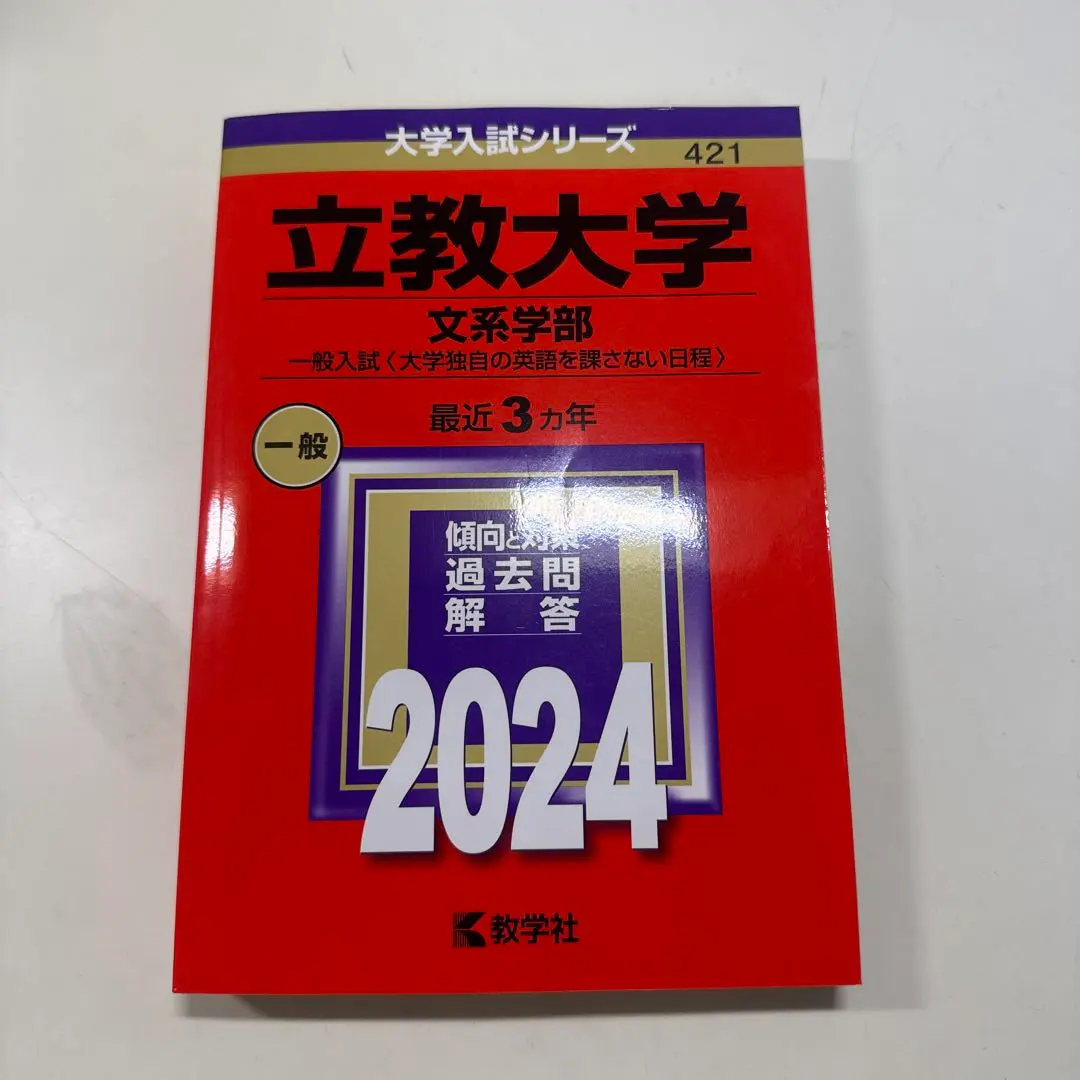 大学入試シリーズ
421
立教大学
文系学部
一般入試〈大学独自の英語を課さない日程〉
最近3ヵ年
一般
傾向と対策
過去問
解答
2024
教学社